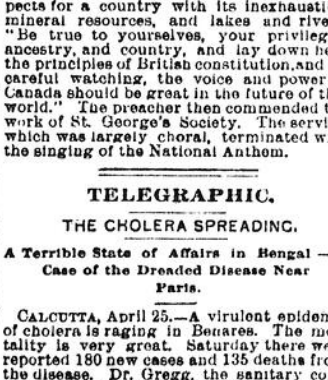 pects for a country with its inexhausti
mineral resources, and lakes and rive
"Be true to yourselves, your privileg
ancestry, and country, and lay down h
the principles of British constitution, and
careful watching, the voice and power
Canada should be great in the future of t
world." The preacher then commended t
work of St. George's Society. The servi
which was largely choral, terminated w
the singing of the National Anthem.
TELEGRAPHIC.
THE CHOLERA SPREADING.
A Terrible State of Affairs in Bengal —
Case of the Dreaded Disease Near
Paris.
CALCUTTA, April 25.—A virulent epiden
of cholera is raging in Benares. The mo
tality is very great. Saturday there we
reported 180 new cases and 135 deaths fro
the disease. Dr. Gregg, the sanitary co